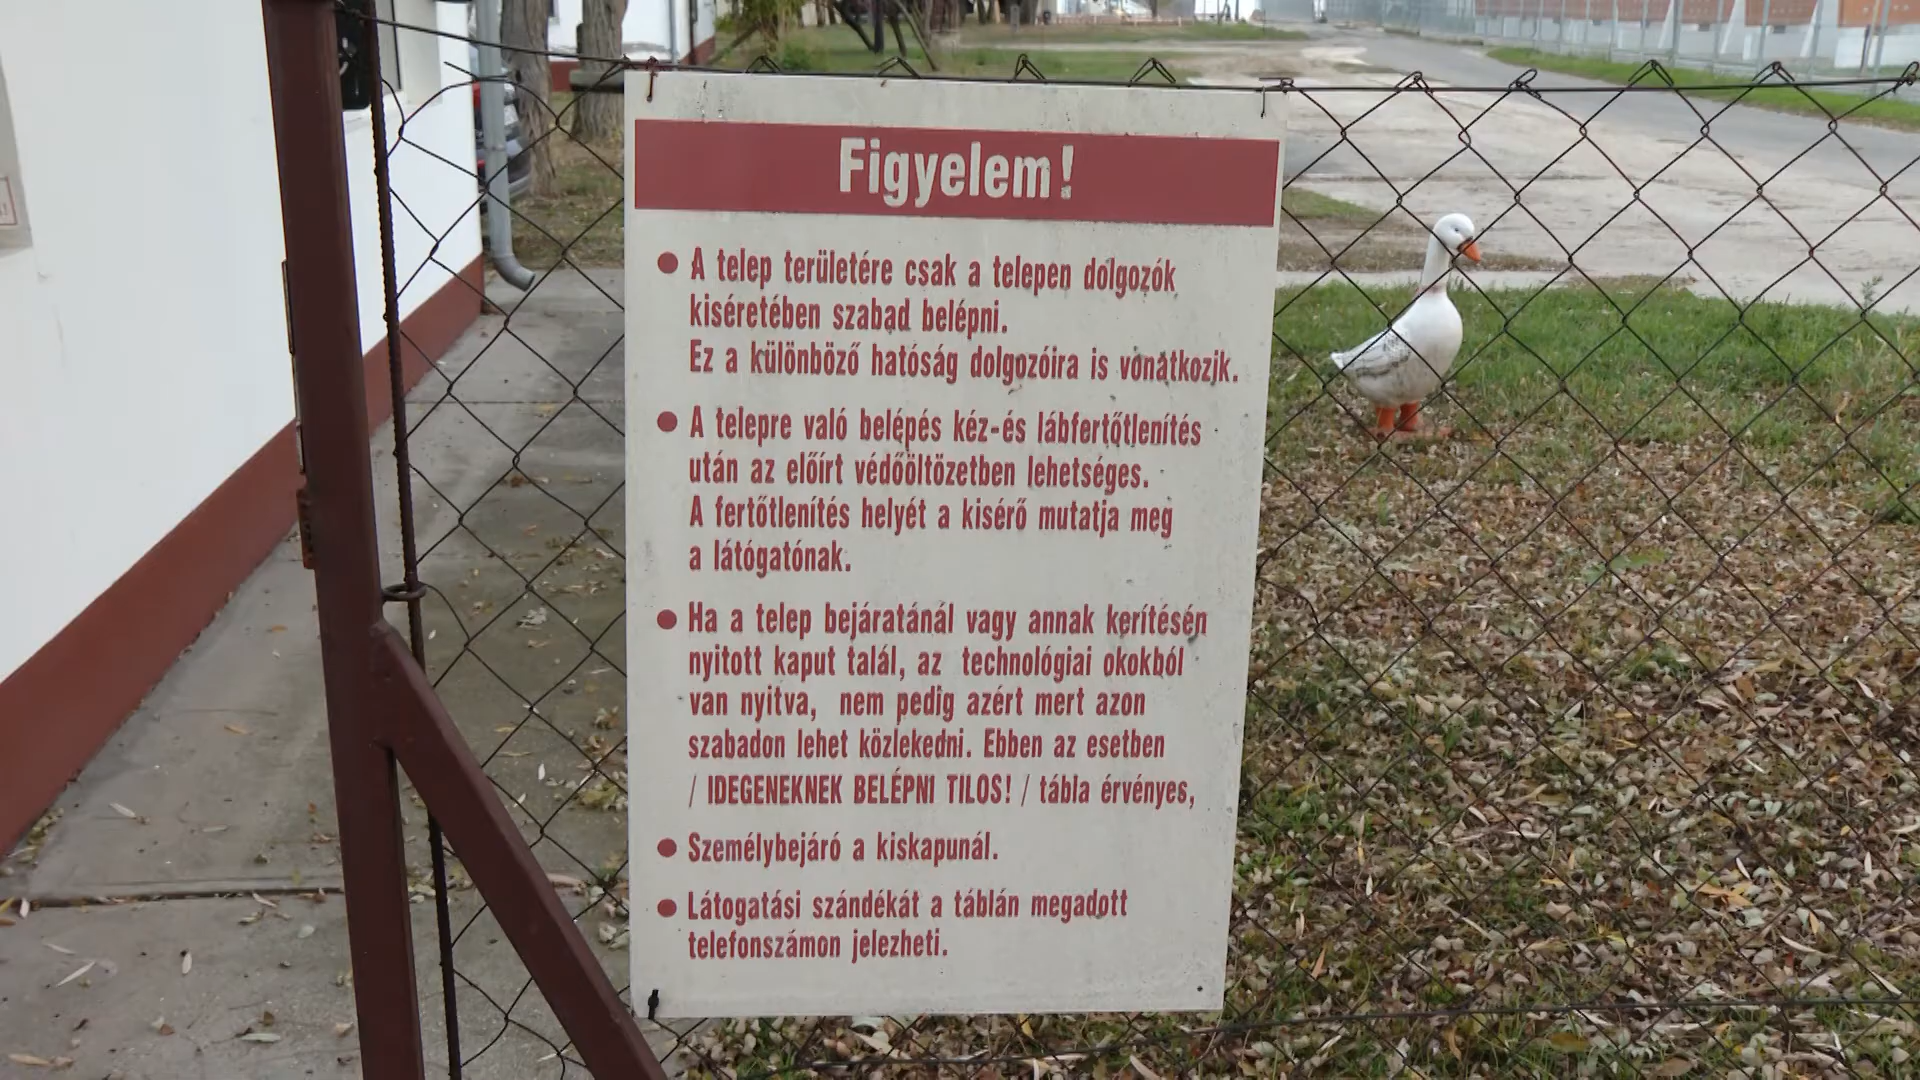 Figyelem!
● A telep területére csak a telepen dolgozók
kiséretében szabad belépni.
Ez a különböző hatóság dolgozóira is vonatkozik.
● A telepre való belépés kéz-és lábfertőtlenítés
után az előírt védőöltözetben lehetséges.
A fertőtlenítés helyét a kisérő mutatja meg
a látógatónak.
● Ha a telep bejáratánál vagy annak kerítésén
nyitott kaput talál, az technológiai okokból
van nyitva, nem pedig azért mert azon
szabadon lehet közlekedni. Ebben az esetben
/ IDEGENEKNEK BELÉPNI TILOS! / tábla érvényes,
● Személybejáró a kiskapunál.
● Látogatási szándékát a táblán megadott
telefonszámon jelezheti.